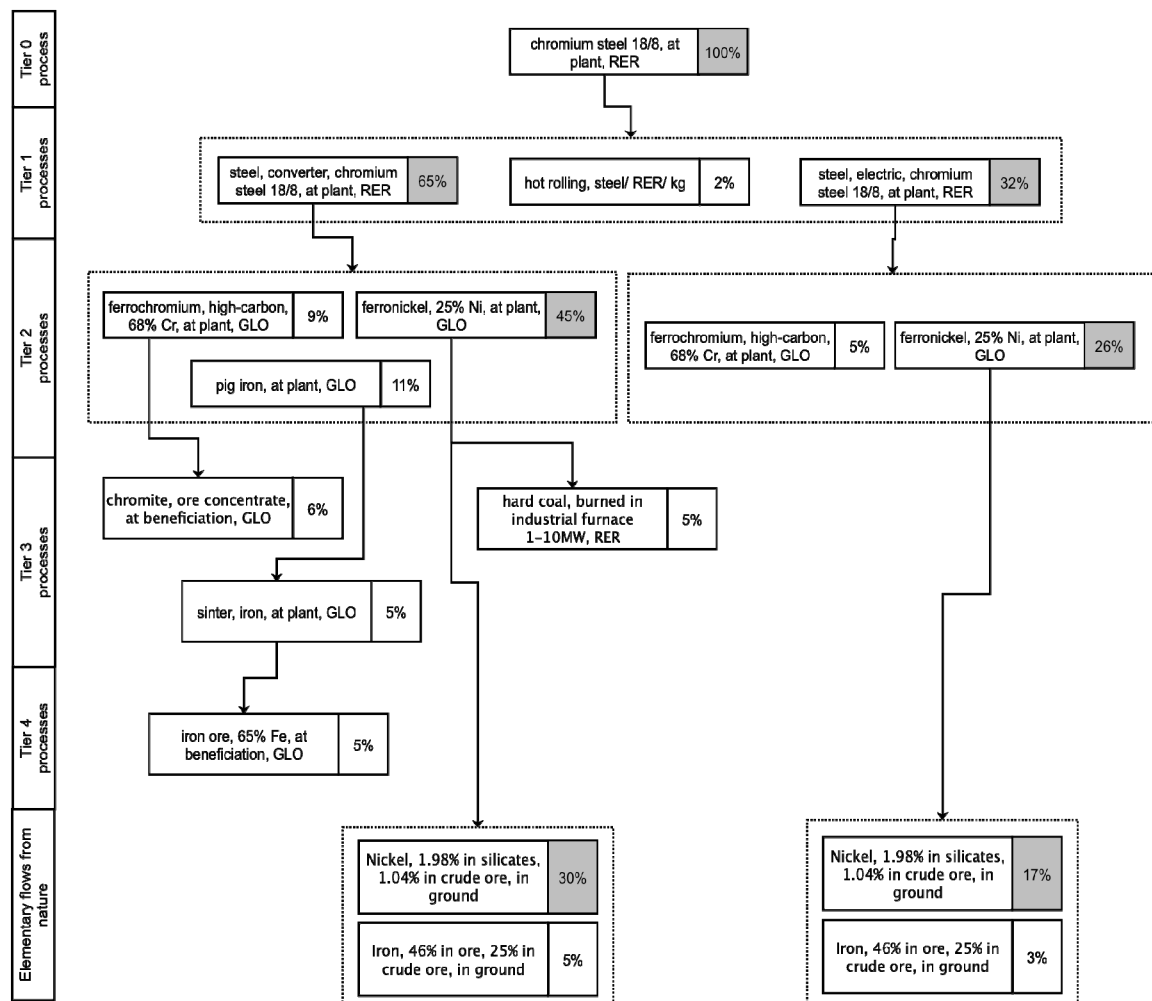 Tier 0
process
chromium steel 18/8, at
plant, RER
100%
Tier 1
processes
steel, converter, chromium
steel 18/8, at plant, RER
65%
hot rolling, steel/ RER/ kg
2%
steel, electric, chromium
steel 18/8, at plant, RER
32%
Tier 2
processes
ferrochromium, high-carbon,
68% Cr, at plant, GLO
9%
ferronickel, 25% Ni, at plant,
GLO
45%
pig iron, at plant, GLO
11%
ferrochromium, high-carbon,
68% Cr, at plant, GLO
5%
ferronickel, 25% Ni, at plant,
GLO
26%
Tier 3
processes
chromite, ore concentrate,
at beneficiation, GLO
6%
hard coal, burned in
industrial furnace
1-10MW, RER
5%
sinter, iron, at plant, GLO
5%
Tier 4
processes
iron ore, 65% Fe, at
beneficiation, GLO
5%
Elementary flows from
nature
Nickel, 1.98% in silicates,
1.04% in crude ore, in
ground
30%
Iron, 46% in ore, 25% in
crude ore, in ground
5%
Nickel, 1.98% in silicates,
1.04% in crude ore, in
ground
17%
Iron, 46% in ore, 25% in
crude ore, in ground
3%